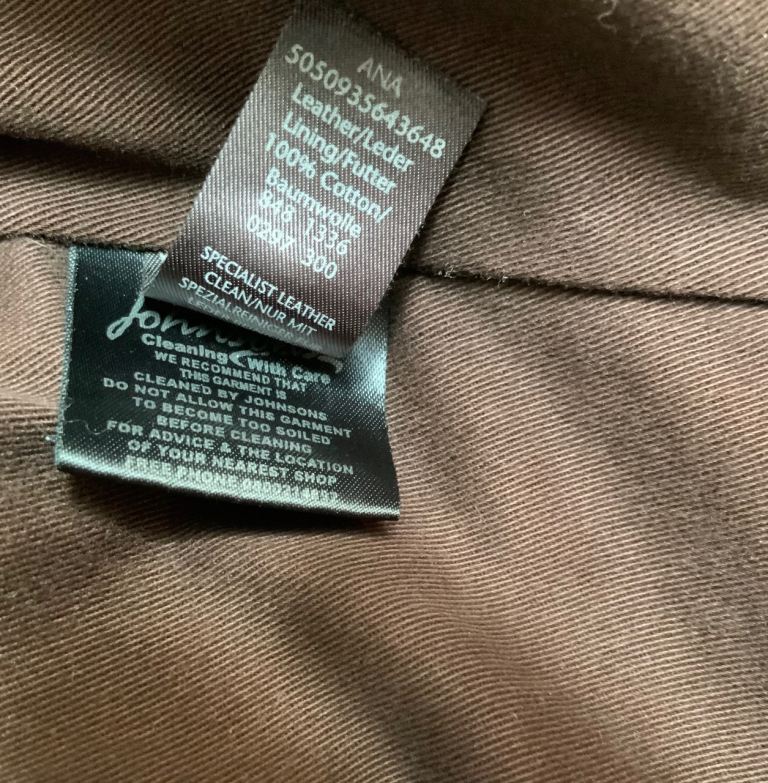 ANA
5050935643648
Leather/Leder
Lining/Futter
100% Cotton/
Baumwolle
848 1336
0297 300
SPECIALIST LEATHER
CLEAN/NUR MIT
Cleaning With Care
WE RECOMMEND THAT
THIS GARMENT IS
CLEANED BY JOHNSONS
DO NOT ALLOW THIS GARMENT
TO BECOME TOO SOILED
BEFORE CLEANING
FOR ADVICE & THE LOCATION
OF YOUR NEAREST SHOP
FREE PHONE